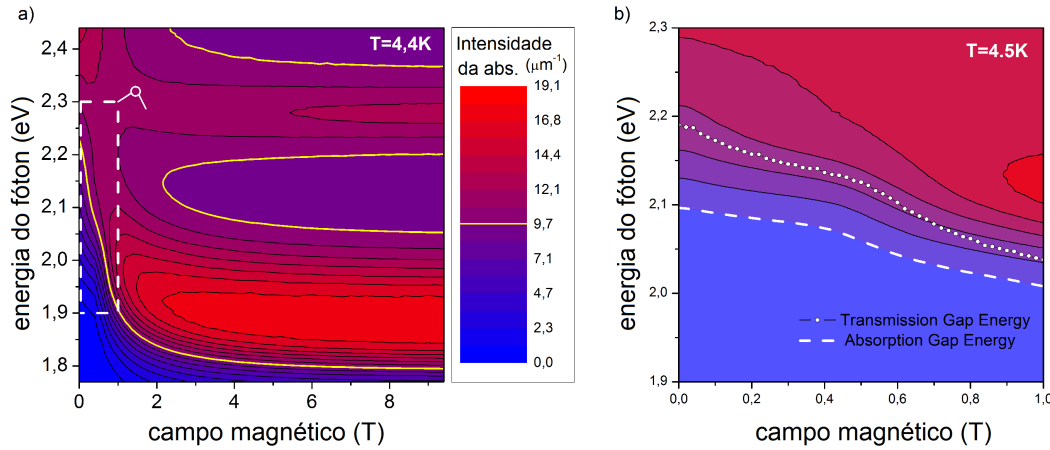 a)
T=4,4K
2,4
2,3
2,2
2,1
2,0
1,9
1,8
energia do fóton (eV)
0
2
4
6
8
campo magnético (T)
Intensidade
da abs. (μm⁻¹)
19,1
16,8
14,4
12,1
9,7
7,1
4,7
2,3
0,0
b)
T=4.5K
2,3
2,2
2,1
2,0
1,9
energia do fóton (eV)
Transmission Gap Energy
Absorption Gap Energy
0,0
0,2
0,4
0,6
0,8
1,0
campo magnético (T)